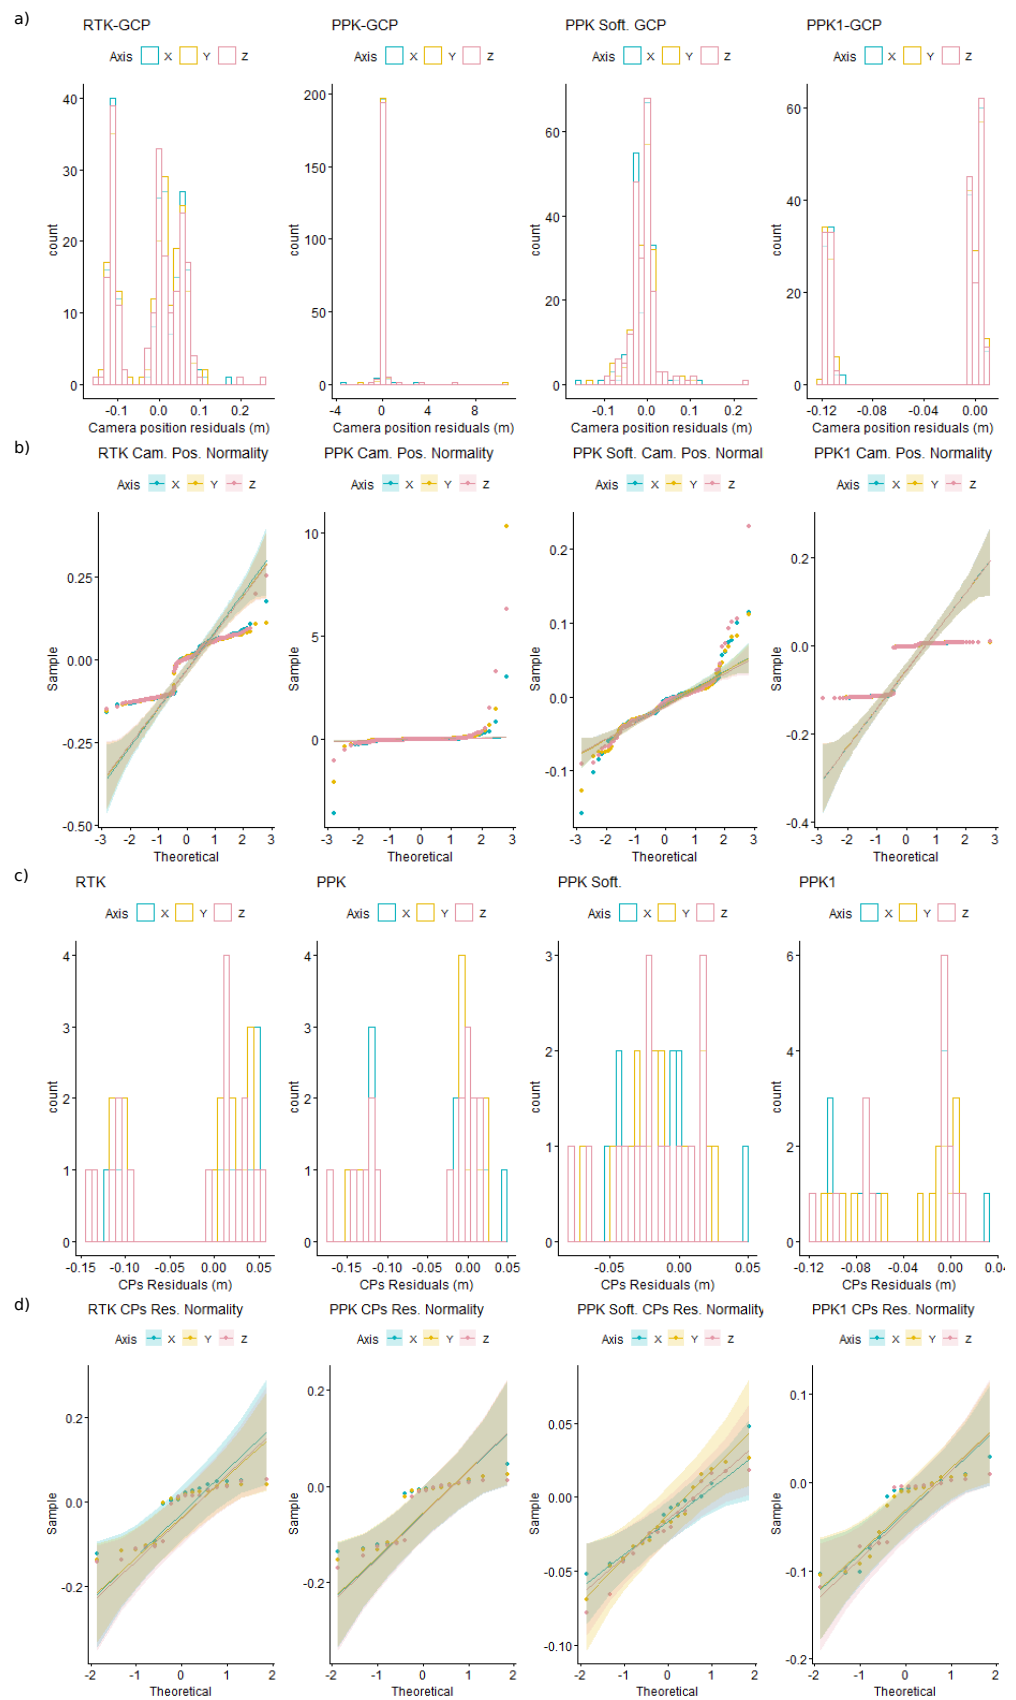 a)
RTK-GCP PPK-GCP PPK Soft. GCP PPK1-GCP
Axis X Y Z Axis X Y Z Axis X Y Z Axis X Y Z
count count count count
40 30 20 10 0
200 150 100 50 0
60 40 20 0
60 40 20 0
-0.1 0.0 0.1 0.2 -4 0 4 8 -0.1 0.0 0.1 0.2 -0.12 -0.08 -0.04 0.00
Camera position residuals (m) Camera position residuals (m) Camera position residuals (m) Camera position residuals (m)
b)
RTK Cam. Pos. Normality PPK Cam. Pos. Normality PPK Soft. Cam. Pos. Normal PPK1 Cam. Pos. Normality
Axis X Y Z Axis X Y Z Axis X Y Z Axis X Y Z
Sample Sample Sample Sample
0.25 0.00 -0.25 -0.50
10 5 0
0.2 0.1 0.0 -0.1
0.2 0.0 -0.2 -0.4
-3 -2 -1 0 1 2 3 -3 -2 -1 0 1 2 3 -3 -2 -1 0 1 2 3 -3 -2 -1 0 1 2 3
Theoretical Theoretical Theoretical Theoretical
c)
RTK PPK PPK Soft. PPK1
Axis X Y Z Axis X Y Z Axis X Y Z Axis X Y Z
count count count count
4 3 2 1 0
4 3 2 1 0
3 2 1 0
6 4 2 0
-0.15 -0.10 -0.05 0.00 0.05 -0.15 -0.10 -0.05 0.00 0.05 -0.05 0.00 0.05 -0.12 -0.08 -0.04 0.00
CPs Residuals (m) CPs Residuals (m) CPs Residuals (m) CPs Residuals (m)
d)
RTK CPs Res. Normality PPK CPs Res. Normality PPK Soft. CPs Res. Normality PPK1 CPs Res. Normality
Axis X Y Z Axis X Y Z Axis X Y Z Axis X Y Z
Sample Sample Sample Sample
0.2 0.0 -0.2
0.2 0.0 -0.2
0.05 0.00 -0.05 -0.10
0.1 0.0 -0.1 -0.2
-2 -1 0 1 2 -2 -1 0 1 2 -2 -1 0 1 2 -2 -1 0 1 2
Theoretical Theoretical Theoretical Theoretical